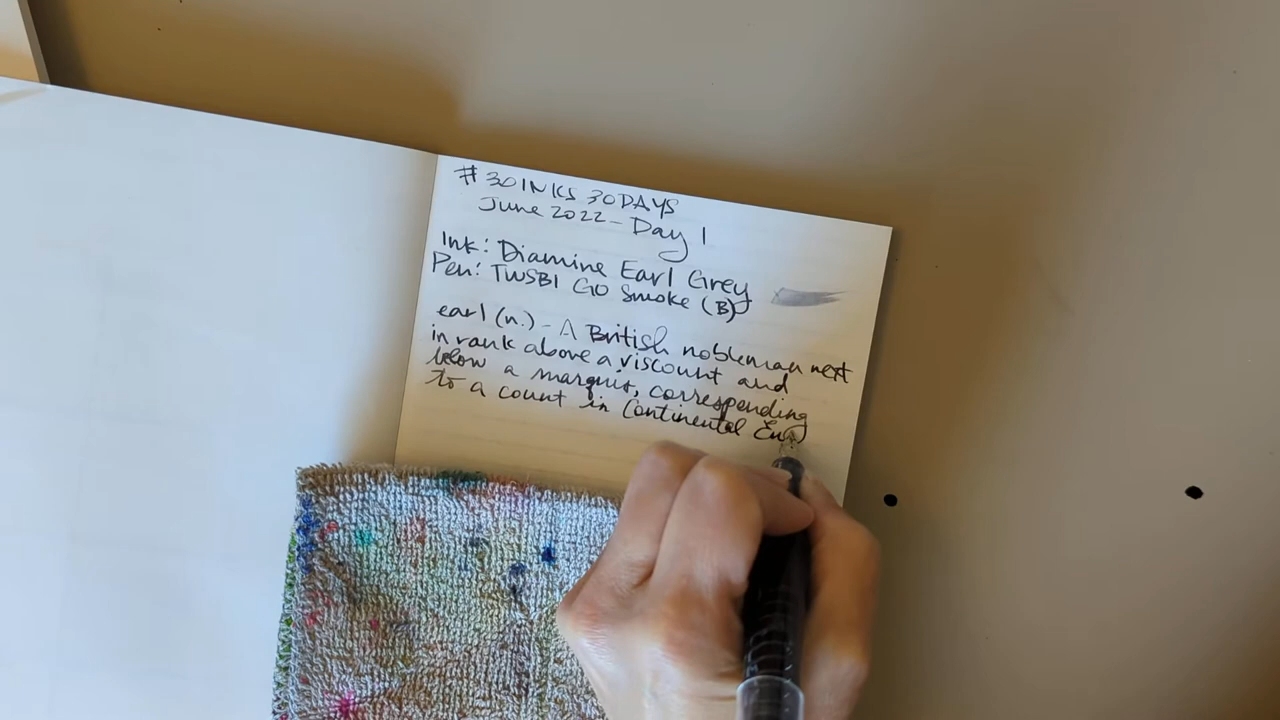 #30INKS 30DAYS
June 2022 - Day 1
Ink: Diamine Earl Grey
Pen: TWSBI GO Smoke (B)
earl (n.) - A British nobleman next
in rank above a viscount and
below a marquis, corresponding
to a count in Continental Eur